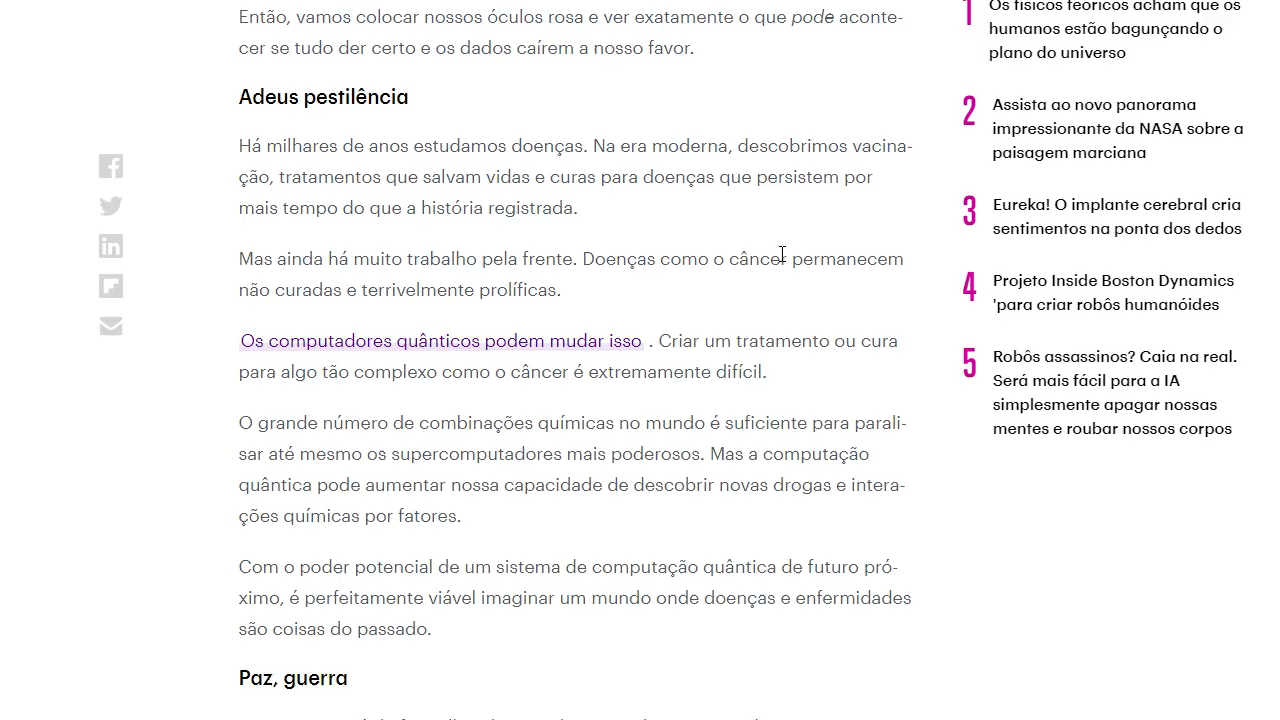 Então, vamos colocar nossos óculos rosa e ver exatamente o que pode aconte-
cer se tudo der certo e os dados caírem a nosso favor.
Adeus pestilência
Há milhares de anos estudamos doenças. Na era moderna, descobrimos vacina-
ção, tratamentos que salvam vidas e curas para doenças que persistem por
mais tempo do que a história registrada.
Mas ainda há muito trabalho pela frente. Doenças como o câncer permanecem
não curadas e terrivelmente prolíficas.
Os computadores quânticos podem mudar isso . Criar um tratamento ou cura
para algo tão complexo como o câncer é extremamente difícil.
O grande número de combinações químicas no mundo é suficiente para parali-
sar até mesmo os supercomputadores mais poderosos. Mas a computação
quântica pode aumentar nossa capacidade de descobrir novas drogas e intera-
ções químicas por fatores.
Com o poder potencial de um sistema de computação quântica de futuro pró-
ximo, é perfeitamente viável imaginar um mundo onde doenças e enfermidades
são coisas do passado.
Paz, guerra
1 Os físicos teóricos acham que os
humanos estão bagunçando o
plano do universo
2 Assista ao novo panorama
impressionante da NASA sobre a
paisagem marciana
3 Eureka! O implante cerebral cria
sentimentos na ponta dos dedos
4 Projeto Inside Boston Dynamics
'para criar robôs humanóides
5 Robôs assassinos? Caia na real.
Será mais fácil para a IA
simplesmente apagar nossas
mentes e roubar nossos corpos